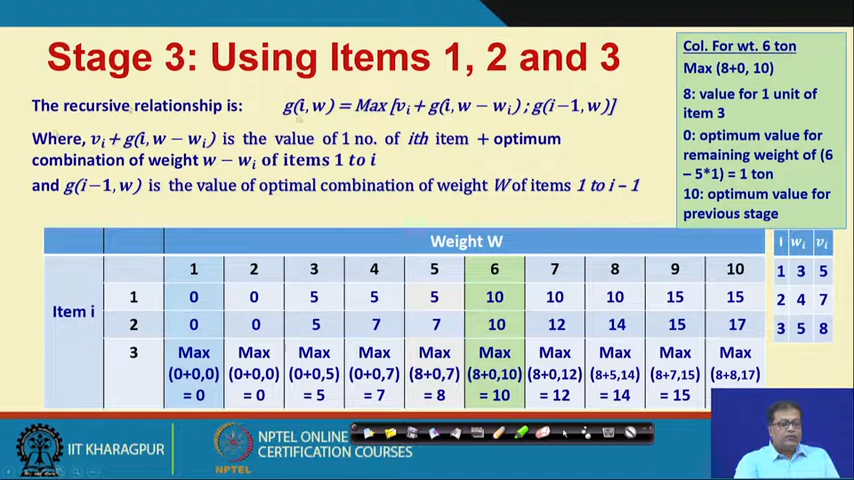 Stage 3: Using Items 1, 2 and 3
The recursive relationship is: g(i, w) = Max [vᵢ + g(i, w − wᵢ) ; g(i−1, w)]
Where, vᵢ + g(i, w − wᵢ) is the value of 1 no. of ith item + optimum
combination of weight w − wᵢ of items 1 to i
and g(i−1, w) is the value of optimal combination of weight W of items 1 to i – 1
Col. For wt. 6 ton
Max (8+0, 10)
8: value for 1 unit of
item 3
0: optimum value for
remaining weight of (6
– 5*1) = 1 ton
10: optimum value for
previous stage
Weight W
1 2 3 4 5 6 7 8 9 10
Item i
1 0 0 5 5 5 10 10 10 15 15
2 0 0 5 7 7 10 12 14 15 17
3 Max Max Max Max Max Max Max Max Max Max
(0+0,0) (0+0,0) (0+0,5) (0+0,7) (8+0,7) (8+0,10) (8+0,12) (8+5,14) (8+7,15) (8+8,17)
= 0 = 0 = 5 = 7 = 8 = 10 = 12 = 14 = 15
I wᵢ vᵢ
1 3 5
2 4 7
3 5 8
IIT KHARAGPUR
NPTEL
NPTEL ONLINE
CERTIFICATION COURSES